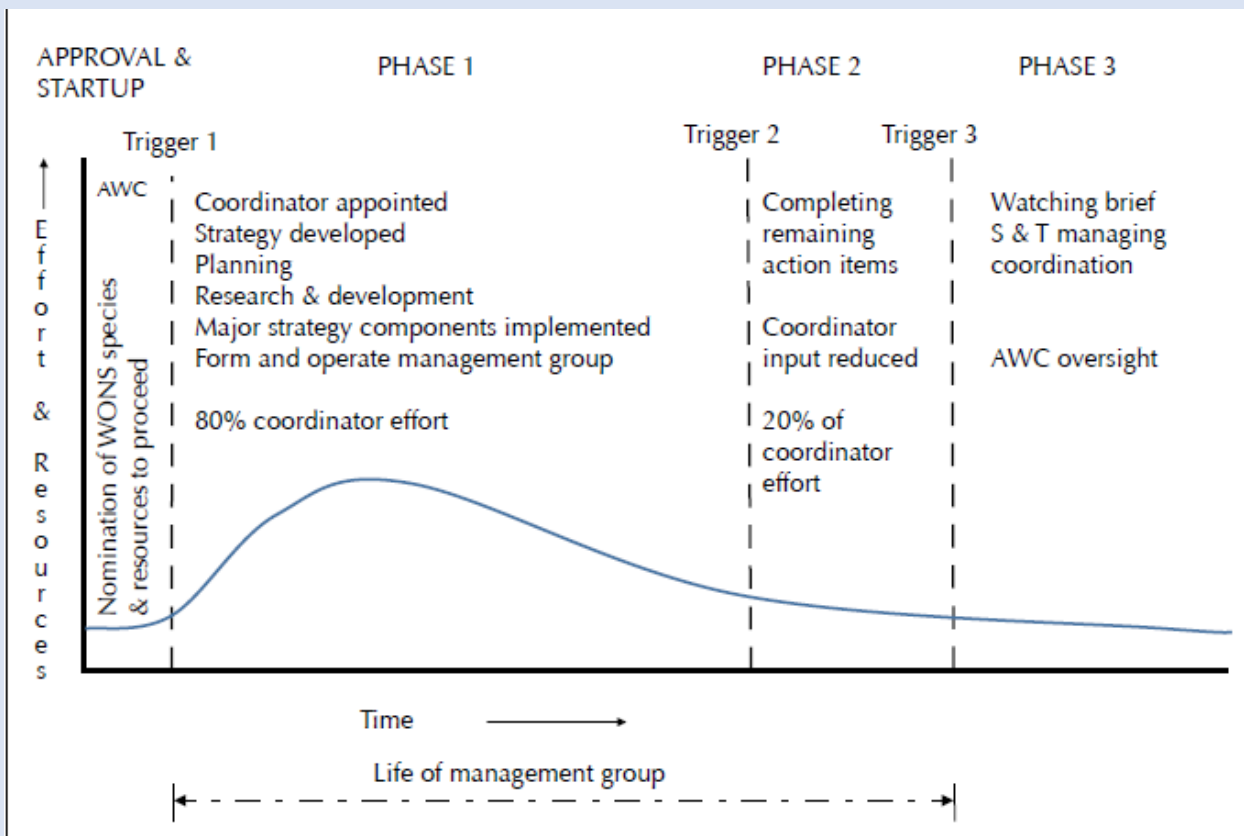 APPROVAL &
STARTUP
PHASE 1
PHASE 2
PHASE 3
Trigger 1
Trigger 2
Trigger 3
Effort & Resources
AWC
Nomination of WONS species
& resources to proceed
Coordinator appointed
Strategy developed
Planning
Research & development
Major strategy components implemented
Form and operate management group
80% coordinator effort
Completing
remaining
action items
Coordinator
input reduced
20% of
coordinator
effort
Watching brief
S & T managing
coordination
AWC oversight
Time
Life of management group